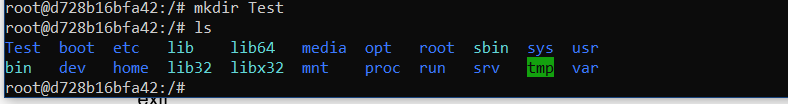 root@d728b16bfa42:/# mkdir Test
root@d728b16bfa42:/# ls
Test boot etc lib lib64 media opt root sbin sys usr
bin dev home lib32 libx32 mnt proc run srv tmp var
root@d728b16bfa42:/#